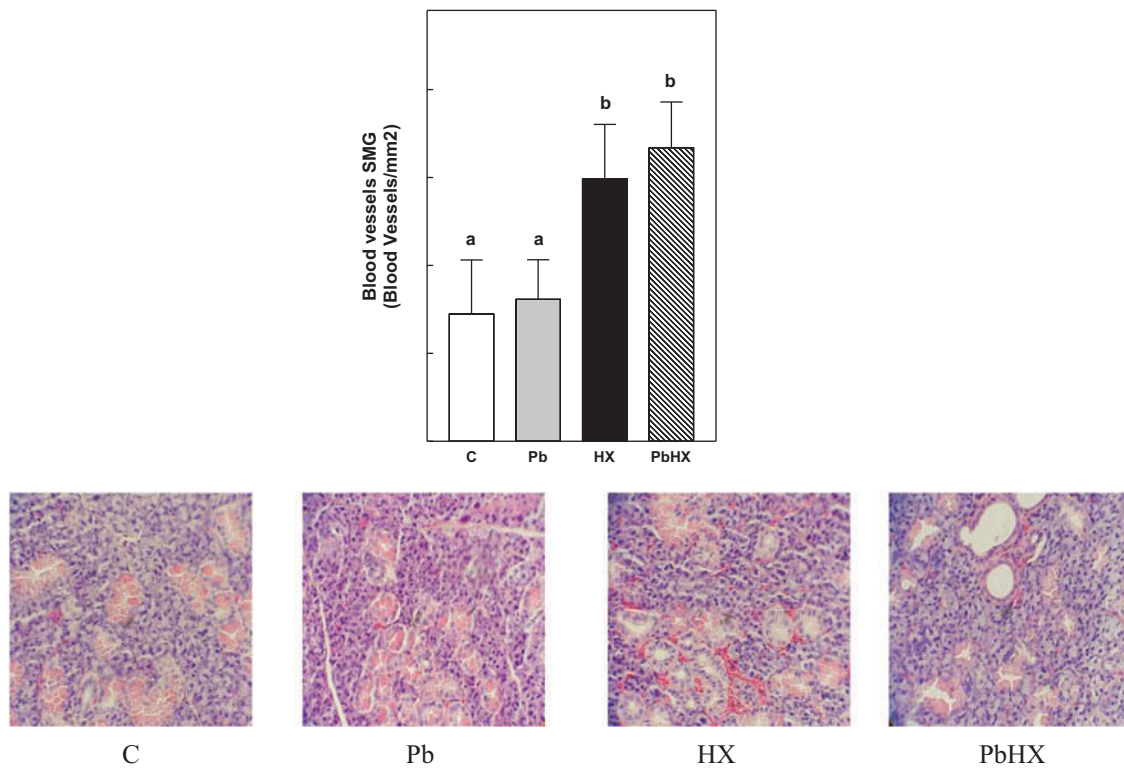 Blood vessels SMG
(Blood Vessels/mm2)
a
a
b
b
C
Pb
HX
PbHX
C
Pb
HX
PbHX